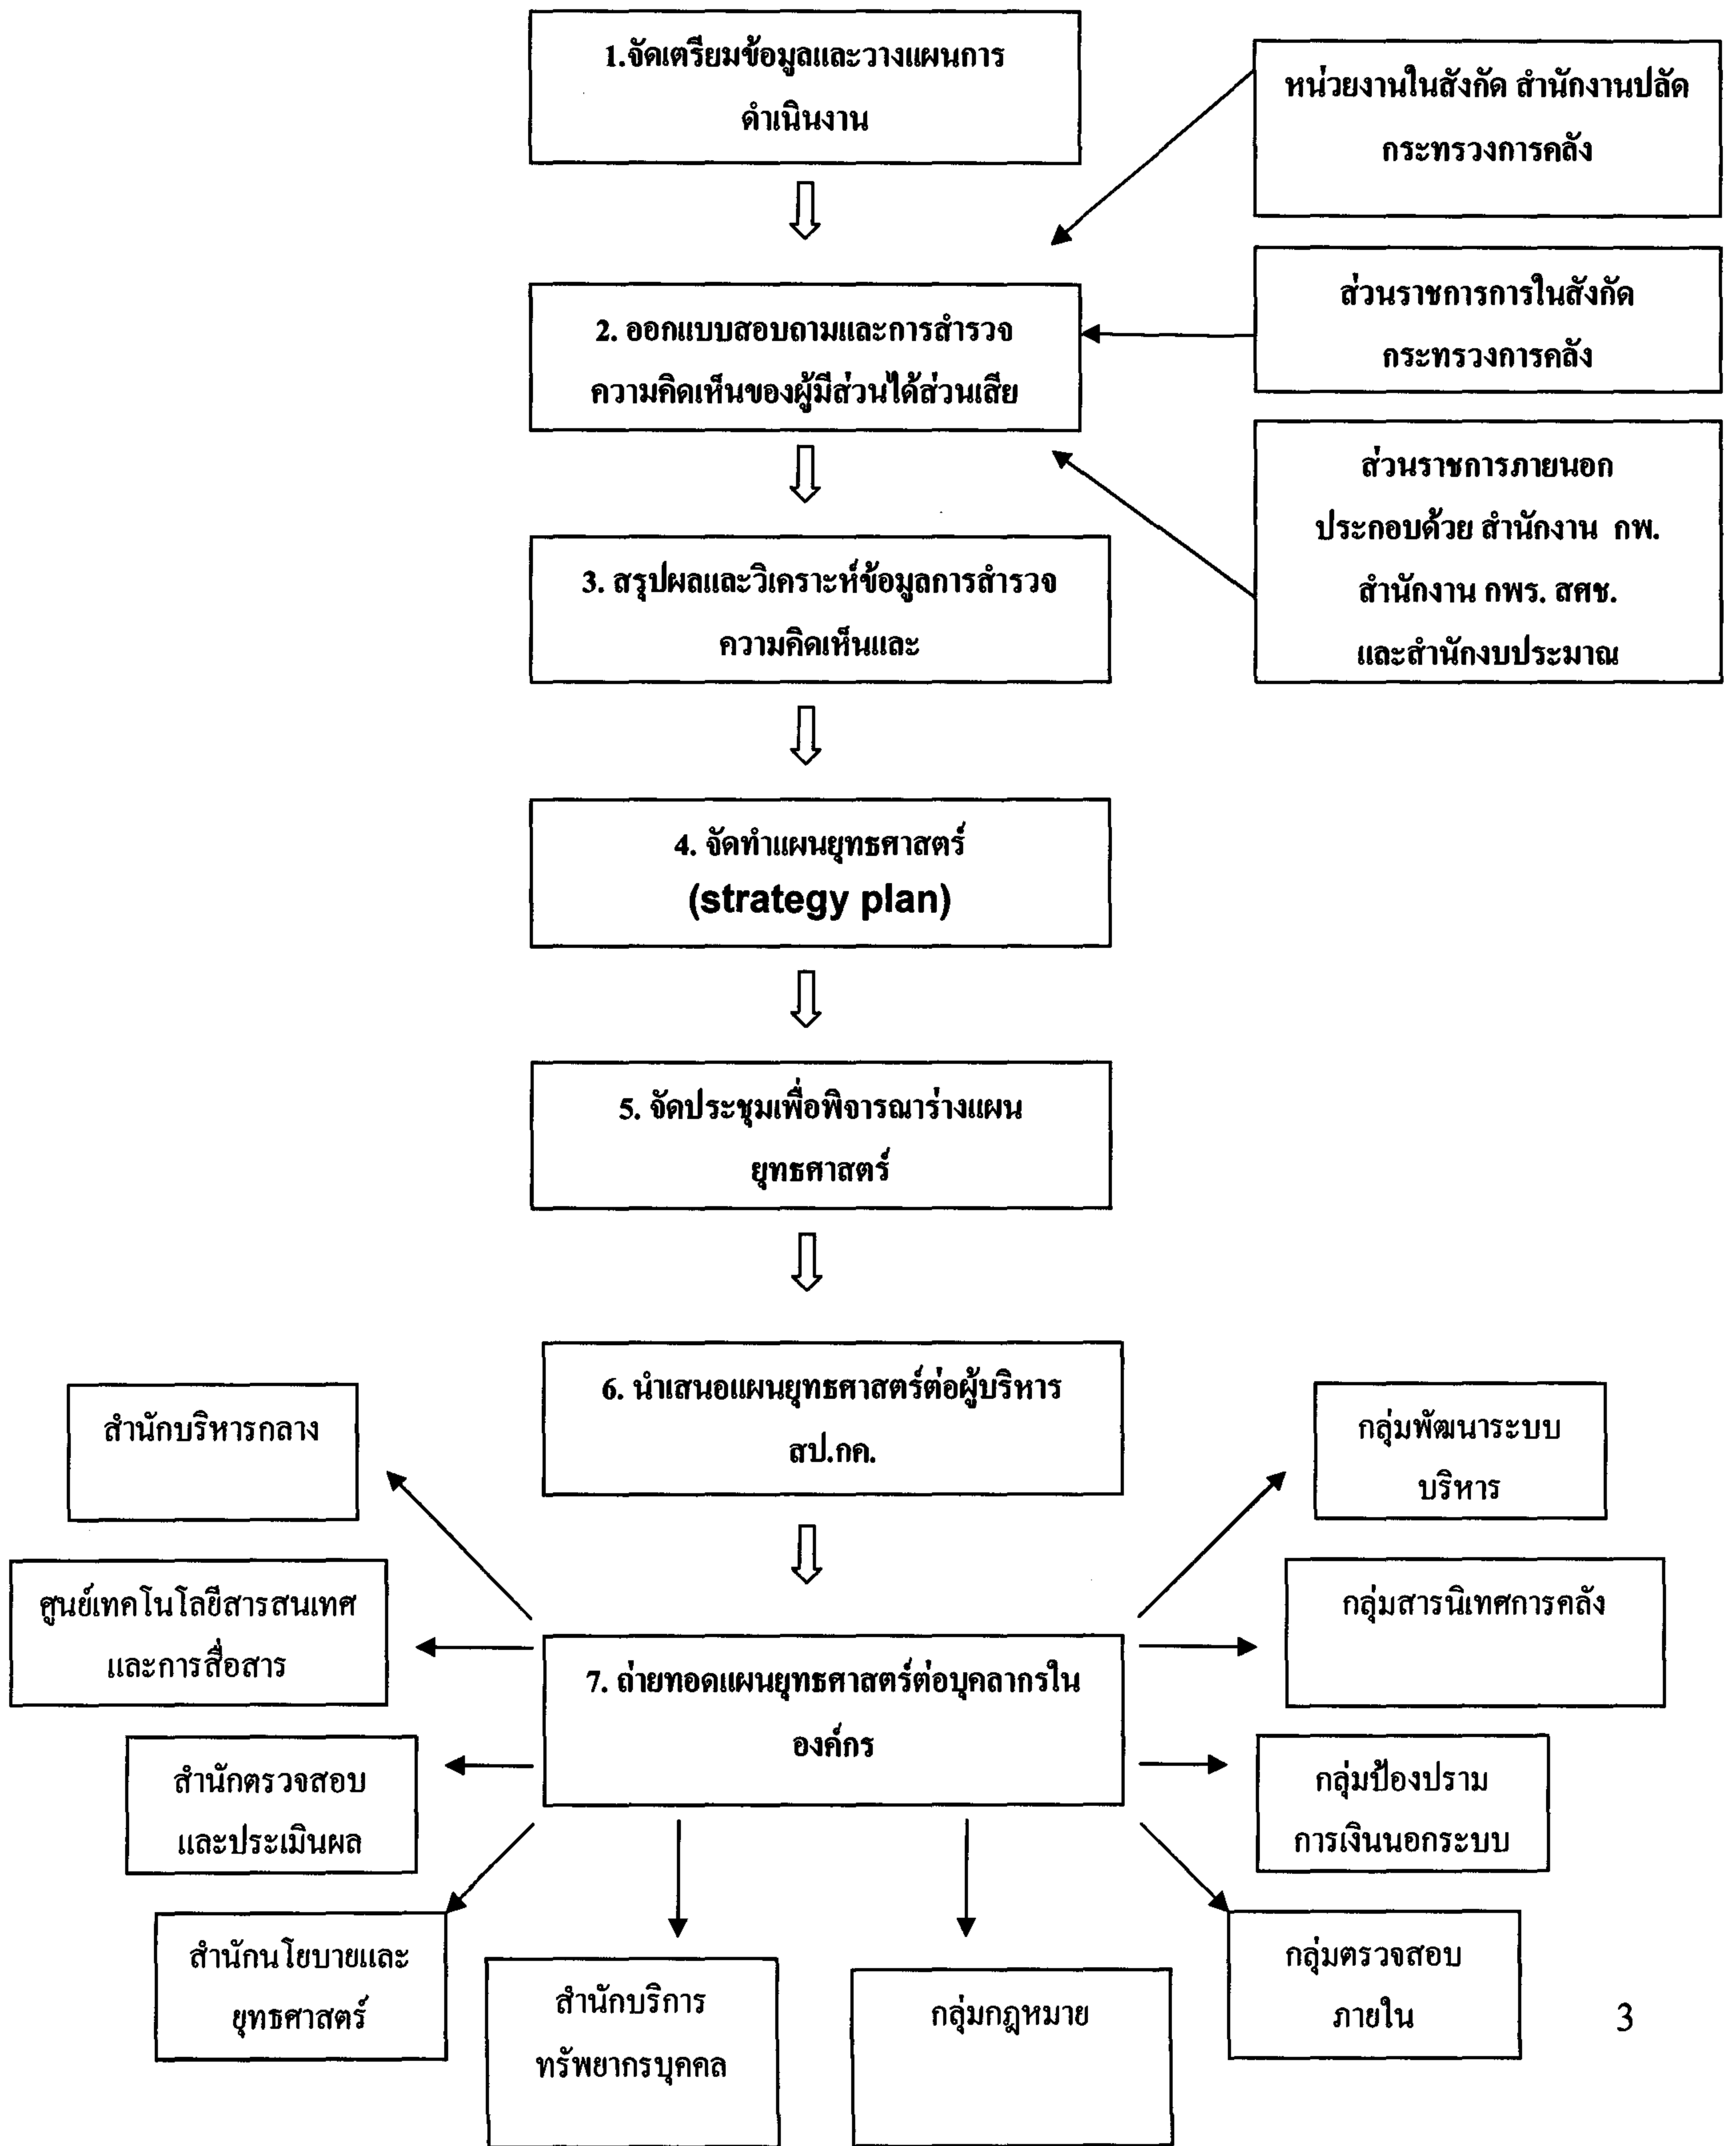 1.จัดเตรียมข้อมูลและวางแผนการ
ดำเนินงาน
หน่วยงานในสังกัด สำนักงานปลัด
กระทรวงการคลัง
ส่วนราชการการในสังกัด
กระทรวงการคลัง
2. ออกแบบสอบถามและการสำรวจ
ความคิดเห็นของผู้มีส่วนได้ส่วนเสีย
ส่วนราชการภายนอก
ประกอบด้วย สำนักงาน กพ.
สำนักงาน กพร. สศช.
และสำนักงบประมาณ
3. สรุปผลและวิเคราะห์ข้อมูลการสำรวจ
ความคิดเห็นและ
4. จัดทำแผนยุทธศาสตร์
(strategy plan)
5. จัดประชุมเพื่อพิจารณาร่างแผน
ยุทธศาสตร์
6. นำเสนอแผนยุทธศาสตร์ต่อผู้บริหาร
สป.กค.
สำนักบริหารกลาง
กลุ่มพัฒนาระบบ
บริหาร
ศูนย์เทคโนโลยีสารสนเทศ
และการสื่อสาร
กลุ่มสารนิเทศการคลัง
7. ถ่ายทอดแผนยุทธศาสตร์ต่อบุคลากรใน
องค์กร
สำนักตรวจสอบ
และประเมินผล
กลุ่มป้องปราม
การเงินนอกระบบ
สำนักนโยบายและ
ยุทธศาสตร์
สำนักบริการ
ทรัพยากรบุคคล
กลุ่มกฎหมาย
กลุ่มตรวจสอบ
ภายใน
3